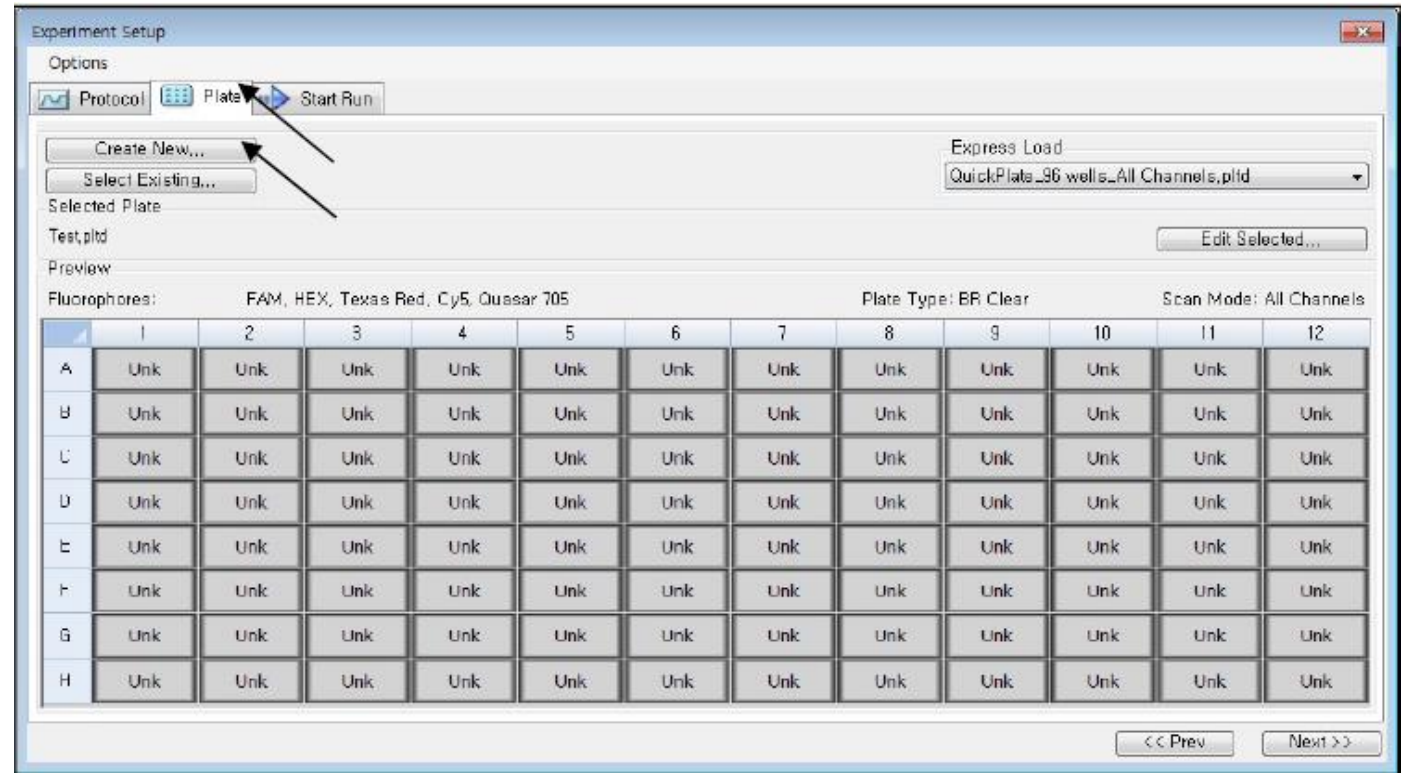 Experiment Setup
Options
Protocol Plate Start Run
Create New...
Express Load
Select Existing...
QuickPlate_96 wells_All Channels.pltd
Selected Plate
Test.pltd
Edit Selected...
Preview
Fluorophores: FAM, HEX, Texas Red, Cy5, Quasar 705 Plate Type: BR Clear Scan Mode: All Channels
1 2 3 4 5 6 7 8 9 10 11 12
A Unk Unk Unk Unk Unk Unk Unk Unk Unk Unk Unk Unk
B Unk Unk Unk Unk Unk Unk Unk Unk Unk Unk Unk Unk
C Unk Unk Unk Unk Unk Unk Unk Unk Unk Unk Unk Unk
D Unk Unk Unk Unk Unk Unk Unk Unk Unk Unk Unk Unk
E Unk Unk Unk Unk Unk Unk Unk Unk Unk Unk Unk Unk
F Unk Unk Unk Unk Unk Unk Unk Unk Unk Unk Unk Unk
G Unk Unk Unk Unk Unk Unk Unk Unk Unk Unk Unk Unk
H Unk Unk Unk Unk Unk Unk Unk Unk Unk Unk Unk Unk
<< Prev Next >>